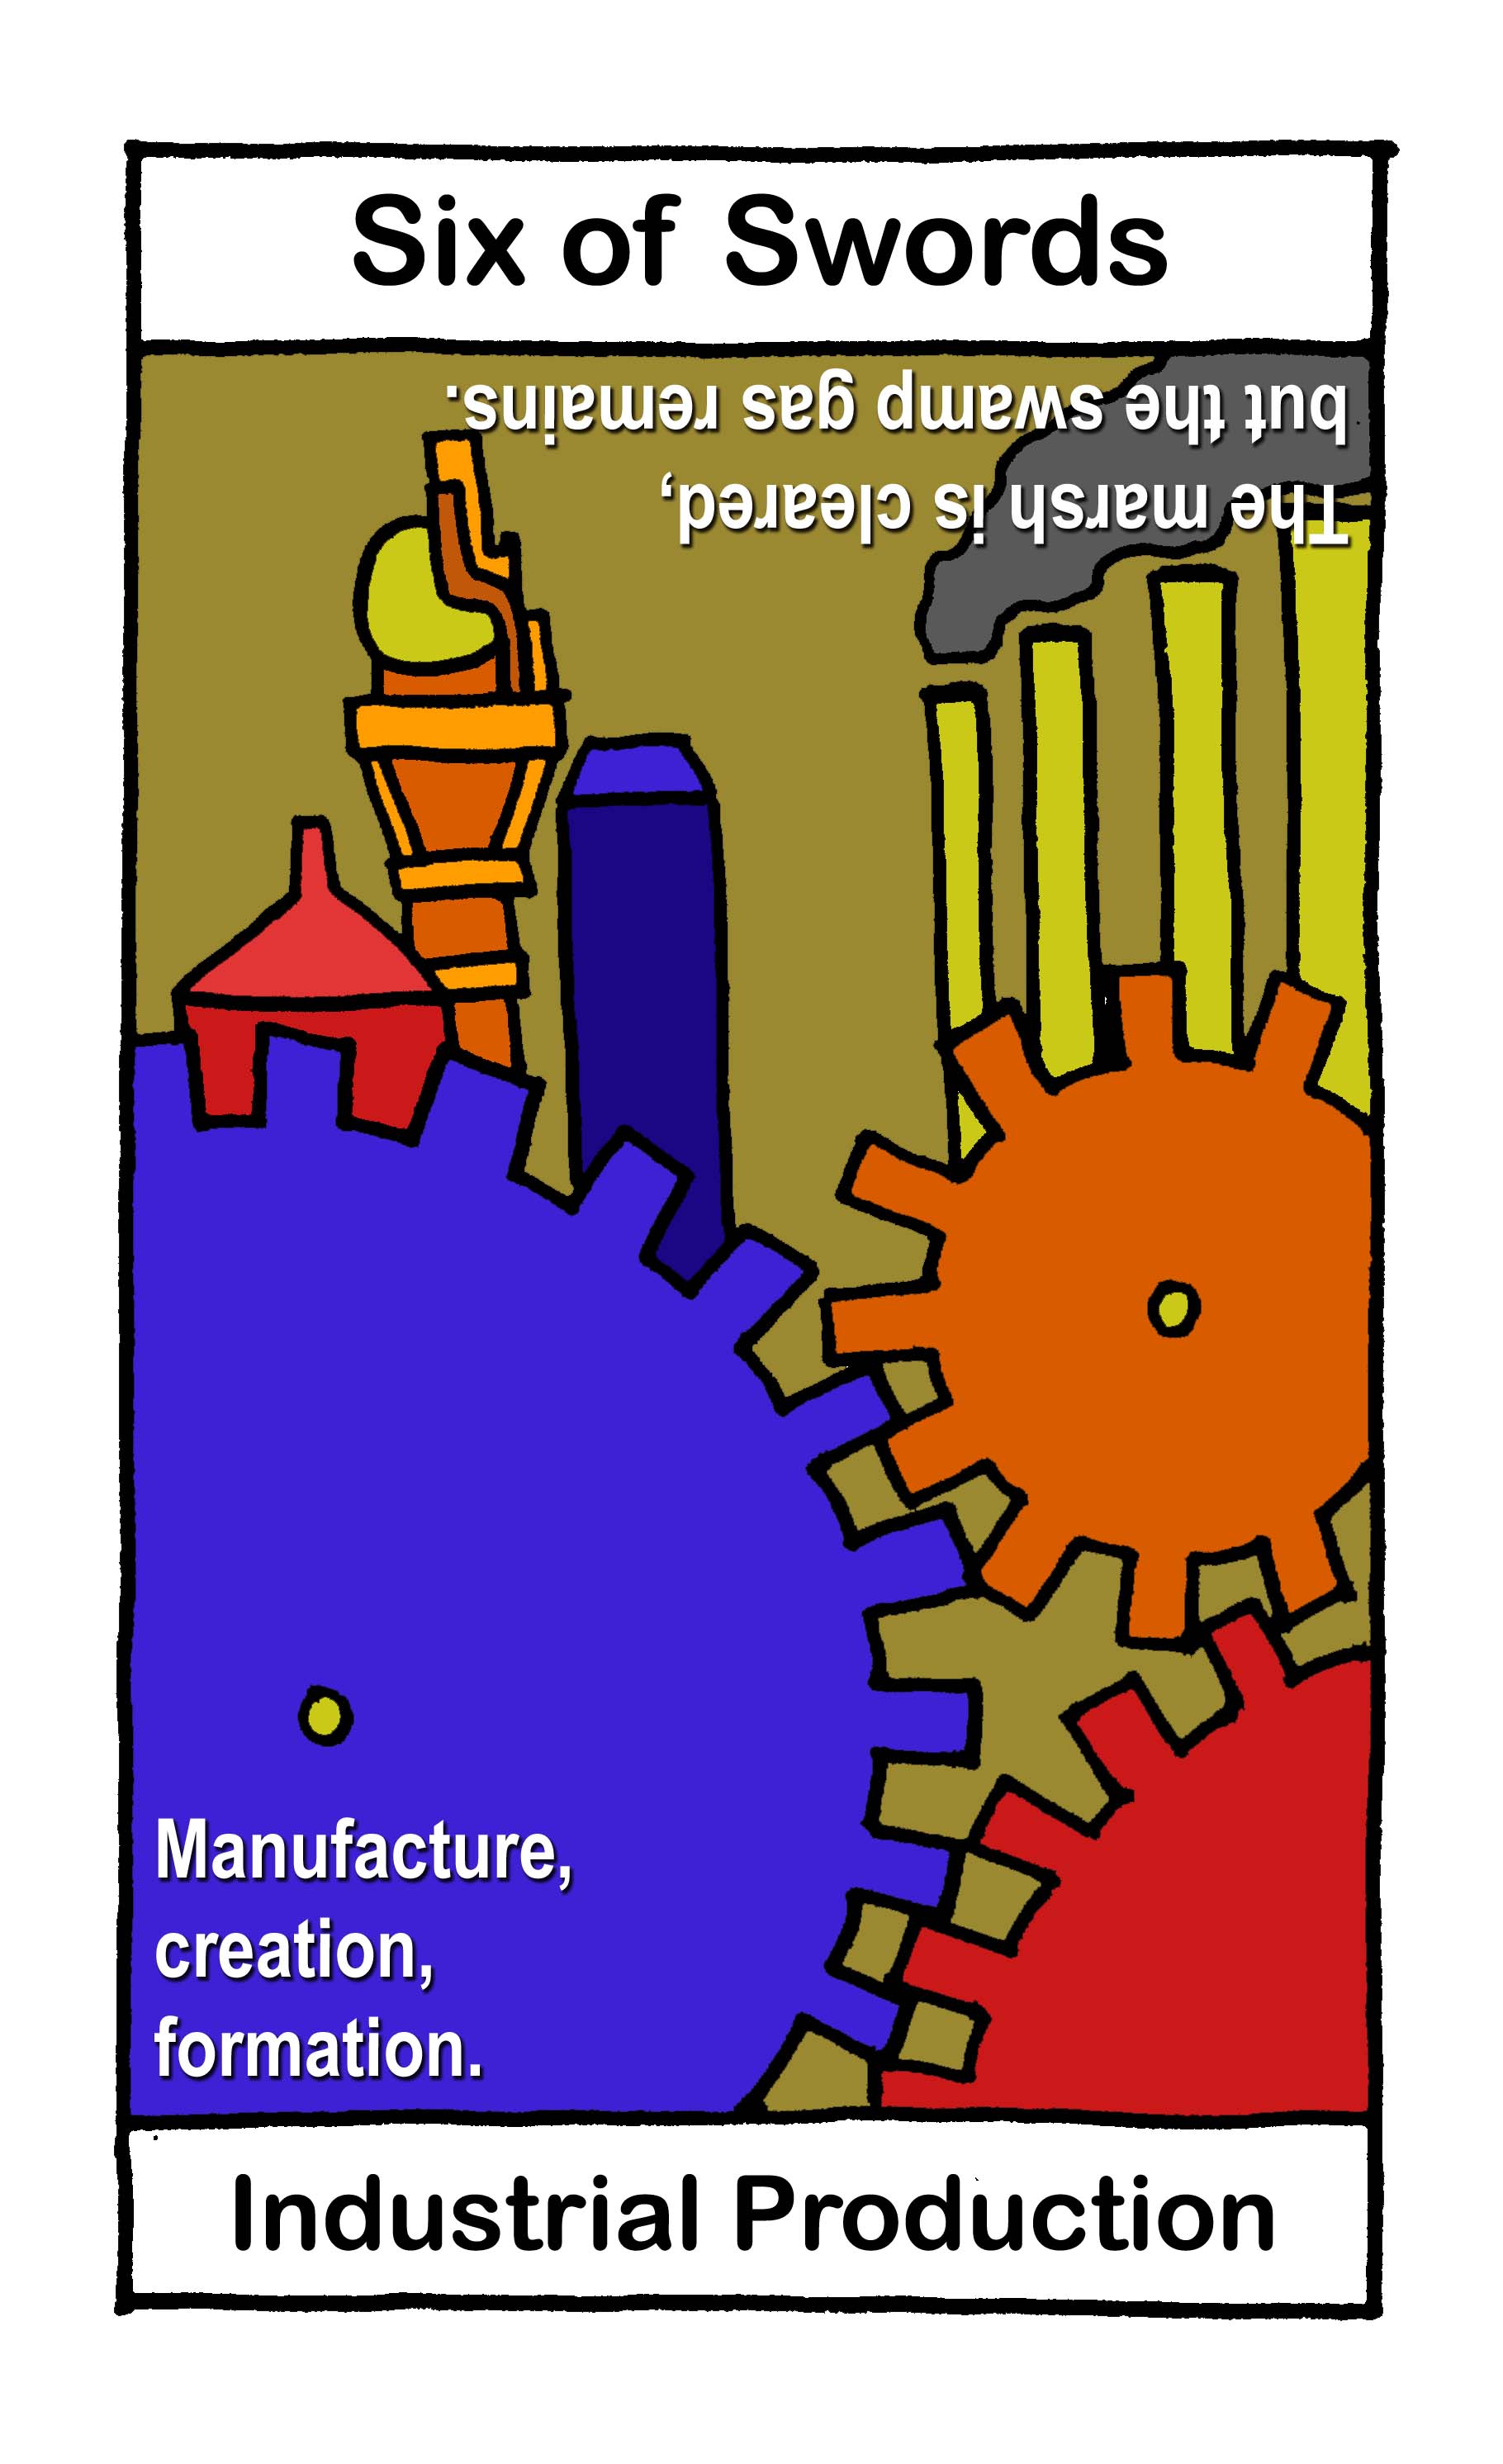 Six of Swords
The marsh is cleared,
but the swamp gas remains.
Manufacture,
creation,
formation.
Industrial Production